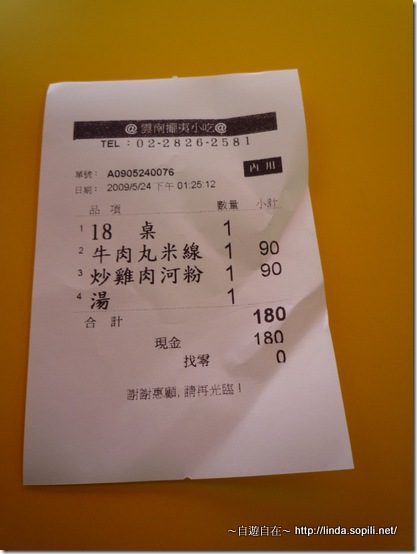 @雲南擺夷小吃@
TEL：02-2826-2581
單號： A0905240076 內 用
日期： 2009/5/24 下午 01:25:12
品 項 數量 小計
1 18 桌 1
2 牛肉丸米線 1 90
3 炒雞肉河粉 1 90
4 湯 1
合 計 180
現金 180
找零 0
謝謝惠顧,請再光臨！
～自遊自在～ http://linda.sopili.net/